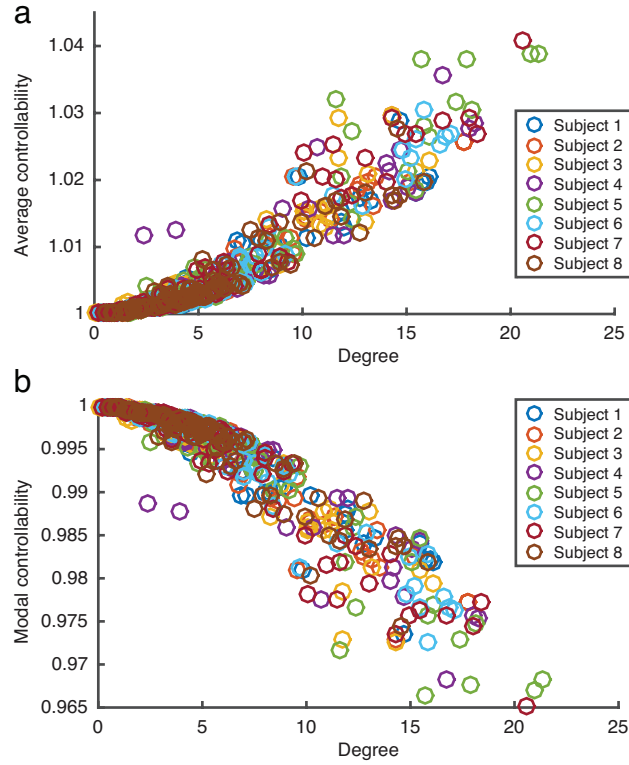 a
Average controllability
1.04
1.03
1.02
1.01
1
0
5
10
15
20
25
Degree
Subject 1
Subject 2
Subject 3
Subject 4
Subject 5
Subject 6
Subject 7
Subject 8
b
Modal controllability
1
0.995
0.99
0.985
0.98
0.975
0.97
0.965
0
5
10
15
20
25
Degree
Subject 1
Subject 2
Subject 3
Subject 4
Subject 5
Subject 6
Subject 7
Subject 8